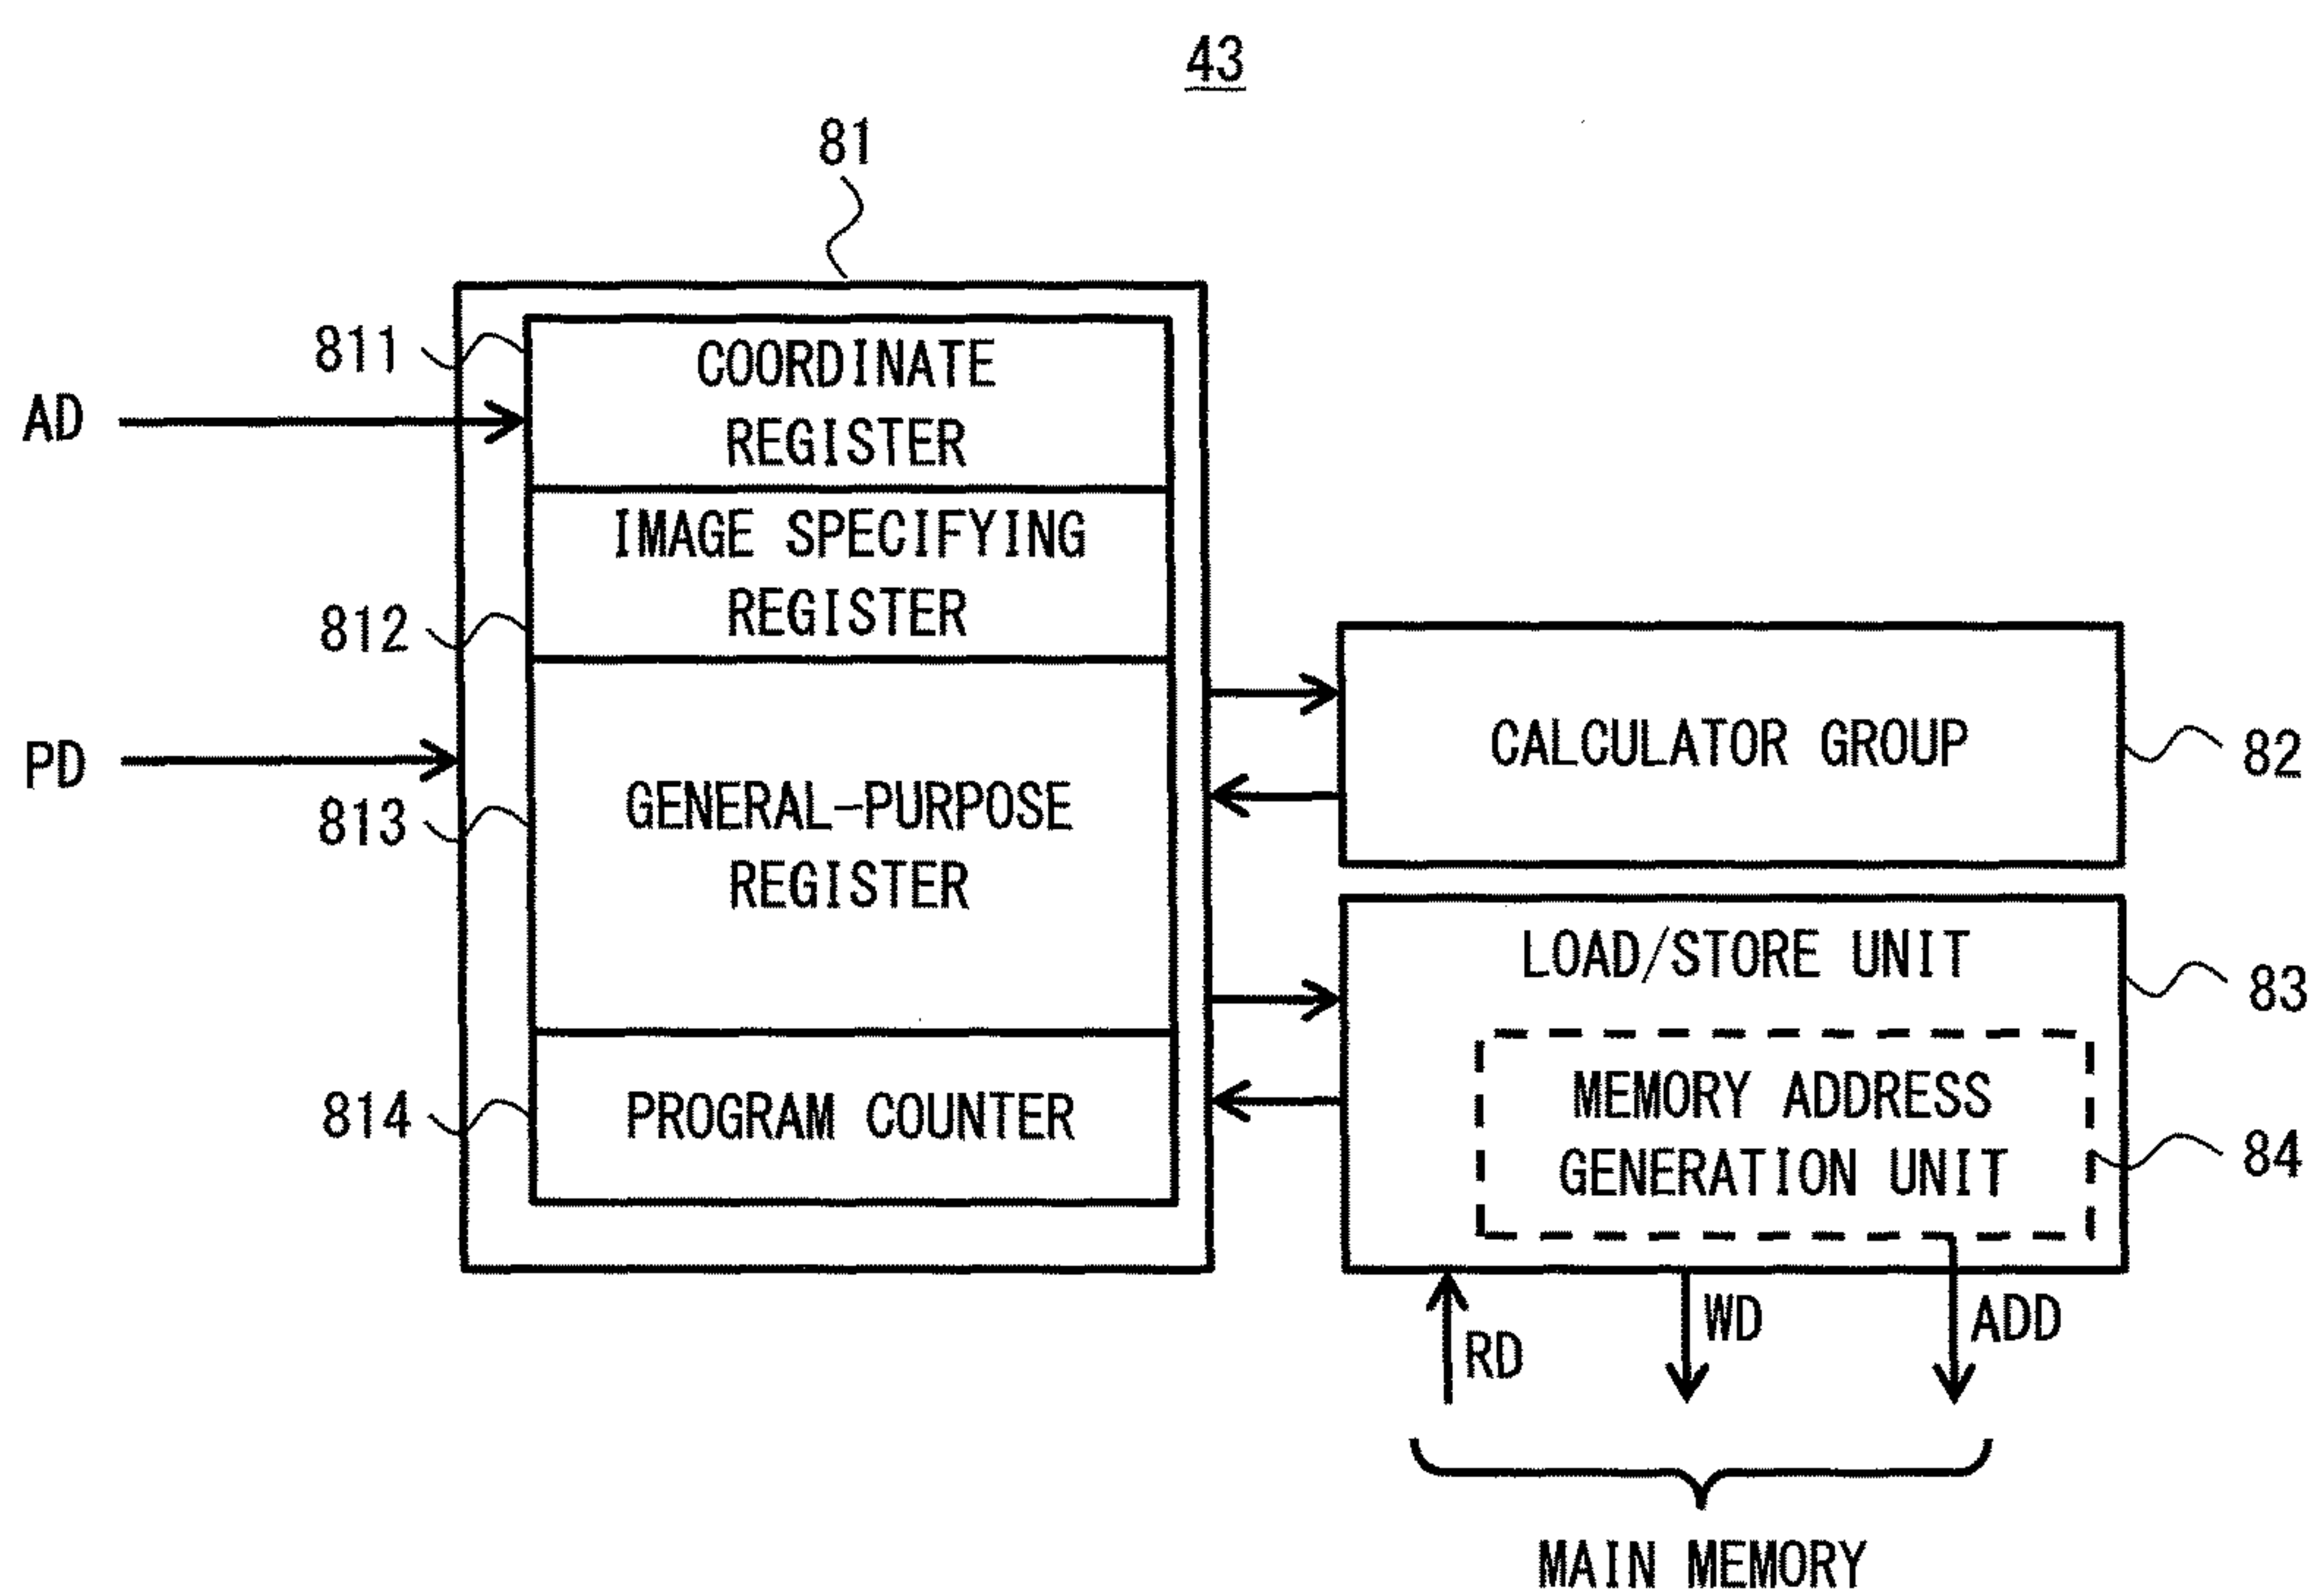 43
81
811
COORDINATE
REGISTER
AD
IMAGE SPECIFYING
REGISTER
812
PD
813
GENERAL-PURPOSE
REGISTER
814
PROGRAM COUNTER
CALCULATOR GROUP
82
LOAD/STORE UNIT
83
MEMORY ADDRESS
GENERATION UNIT
84
RD
WD
ADD
MAIN MEMORY